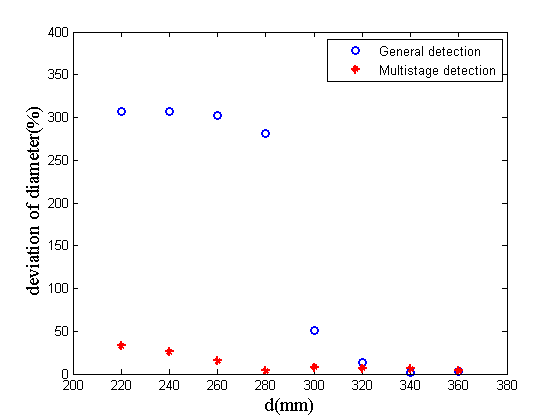 400
General detection
Multistage detection
350
300
250
200
150
100
50
0
deviation of diameter(%)
200 220 240 260 280 300 320 340 360 380
d(mm)